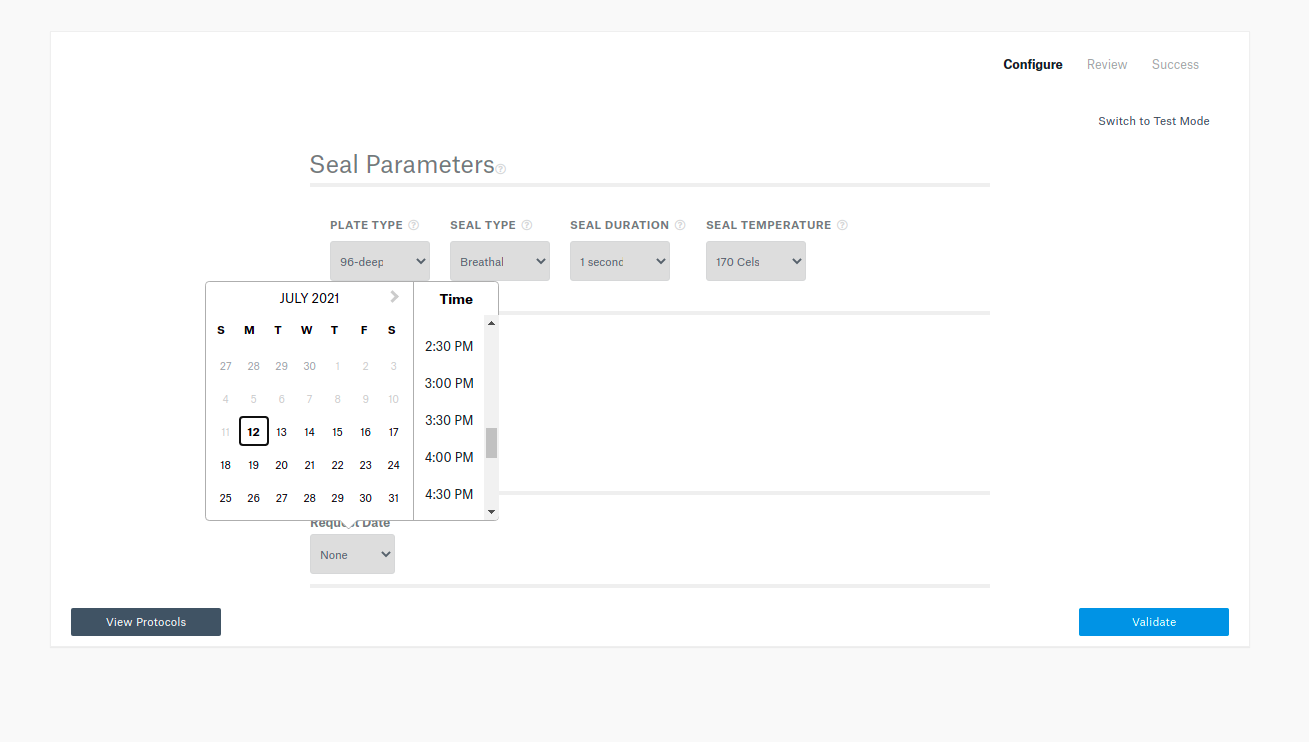 Configure Review Success
Switch to Test Mode
Seal Parameters
PLATE TYPE SEAL TYPE SEAL DURATION SEAL TEMPERATURE
96-deep Breathal 1 second 170 Cels
JULY 2021
S M T W T F S
27 28 29 30 1 2 3
4 5 6 7 8 9 10
11 12 13 14 15 16 17
18 19 20 21 22 23 24
25 26 27 28 29 30 31
Time
2:30 PM
3:00 PM
3:30 PM
4:00 PM
4:30 PM
Request Date
None
View Protocols
Validate